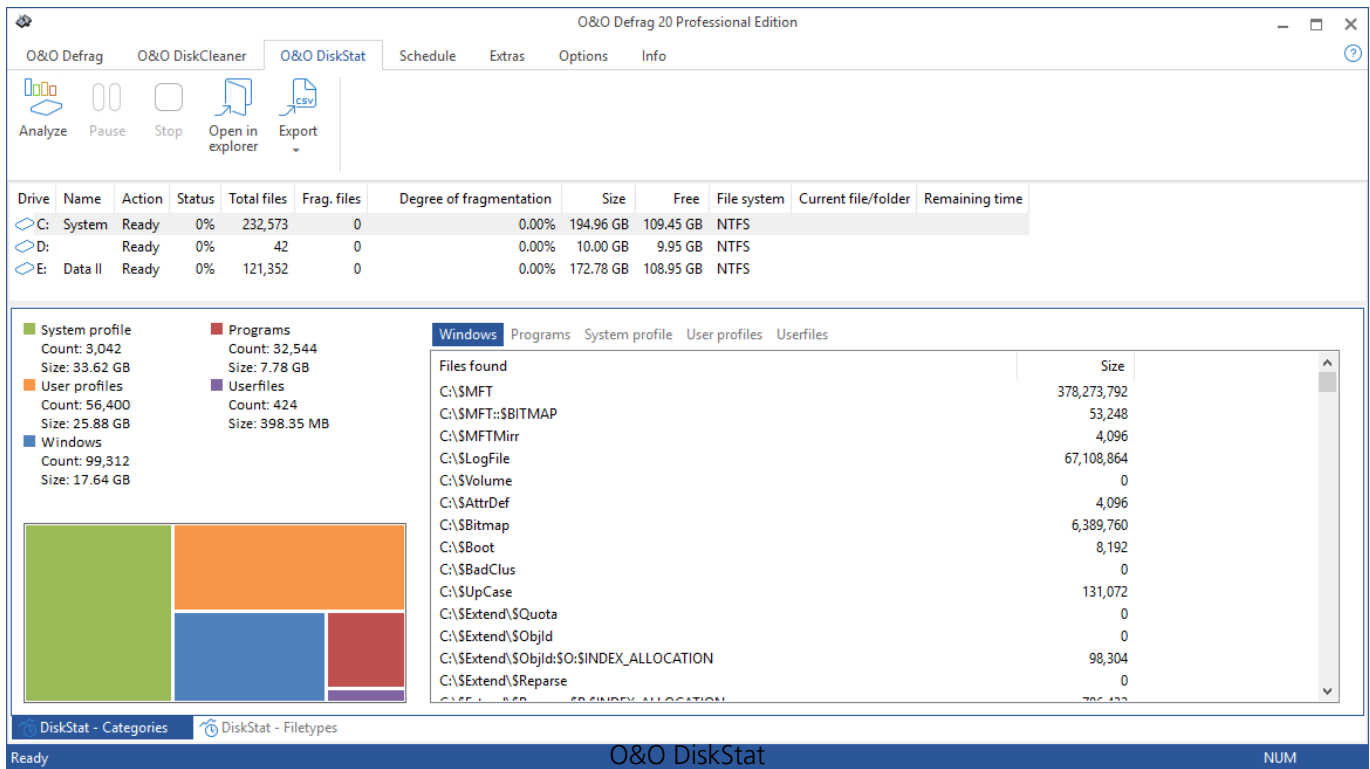 O&O Defrag 20 Professional Edition
O&O Defrag O&O DiskCleaner O&O DiskStat Schedule Extras Options Info
CSV
Analyze Pause Stop Open in explorer Export
Drive Name Action Status Total files Frag. files Degree of fragmentation Size Free File system Current file/folder Remaining time
C: System Ready 0% 232,573 0 0.00% 194.96 GB 109.45 GB NTFS
D: Ready 0% 42 0 0.00% 10.00 GB 9.95 GB NTFS
E: Data II Ready 0% 121,352 0 0.00% 172.78 GB 108.95 GB NTFS
System profile
Count: 3,042
Size: 33.62 GB
User profiles
Count: 56,400
Size: 25.88 GB
Windows
Count: 99,312
Size: 17.64 GB
Programs
Count: 32,544
Size: 7.78 GB
Userfiles
Count: 424
Size: 398.35 MB
Windows Programs System profile User profiles Userfiles
Files found Size
C:\$MFT 378,273,792
C:\$MFT::$BITMAP 53,248
C:\$MFTMirr 4,096
C:\$LogFile 67,108,864
C:\$Volume 0
C:\$AttrDef 4,096
C:\$Bitmap 6,389,760
C:\$Boot 8,192
C:\$BadClus 0
C:\$UpCase 131,072
C:\$Extend\$Quota 0
C:\$Extend\$ObjId 0
C:\$Extend\$ObjId:$O:$INDEX_ALLOCATION 98,304
C:\$Extend\$Reparse 0
DiskStat - Categories DiskStat - Filetypes
Ready O&O DiskStat NUM